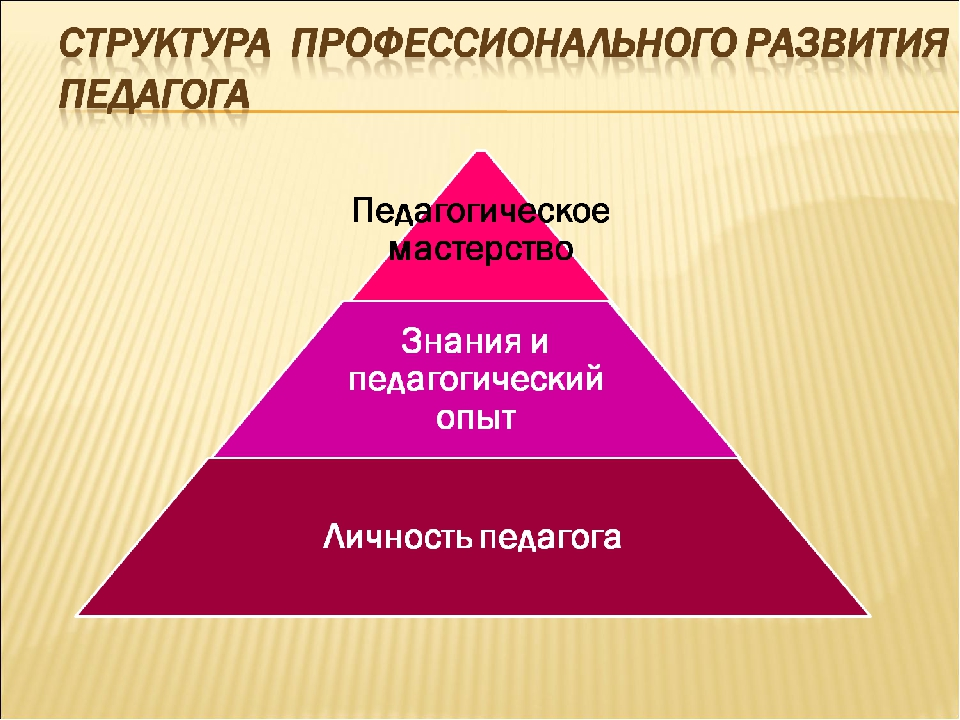 СТРУКТУРА ПРОФЕССИОНАЛЬНОГО РАЗВИТИЯ
ПЕДАГОГА
Педагогическое
мастерство
Знания и
педагогический
опыт
Личность педагога